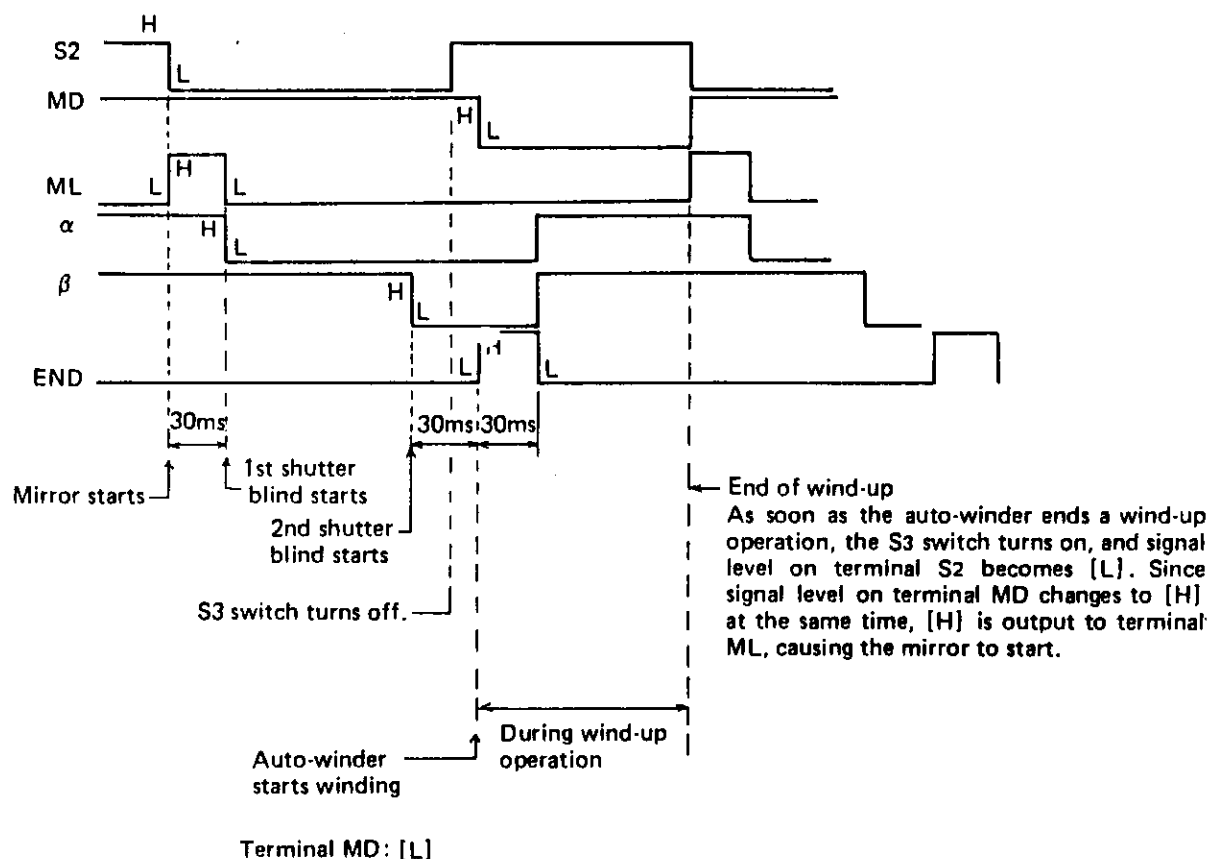 H
S2
L
MD
H
L
H
ML
L
L
α
H
L
β
H
L
H
END
L
L
30ms
30ms
30ms
Mirror starts
1st shutter
blind starts
2nd shutter
blind starts
S3 switch turns off.
End of wind-up
As soon as the auto-winder ends a wind-up
operation, the S3 switch turns on, and signal
level on terminal S2 becomes [L]. Since
signal level on terminal MD changes to [H]
at the same time, [H] is output to terminal
ML, causing the mirror to start.
During wind-up
operation
Auto-winder
starts winding
Terminal MD: [L]